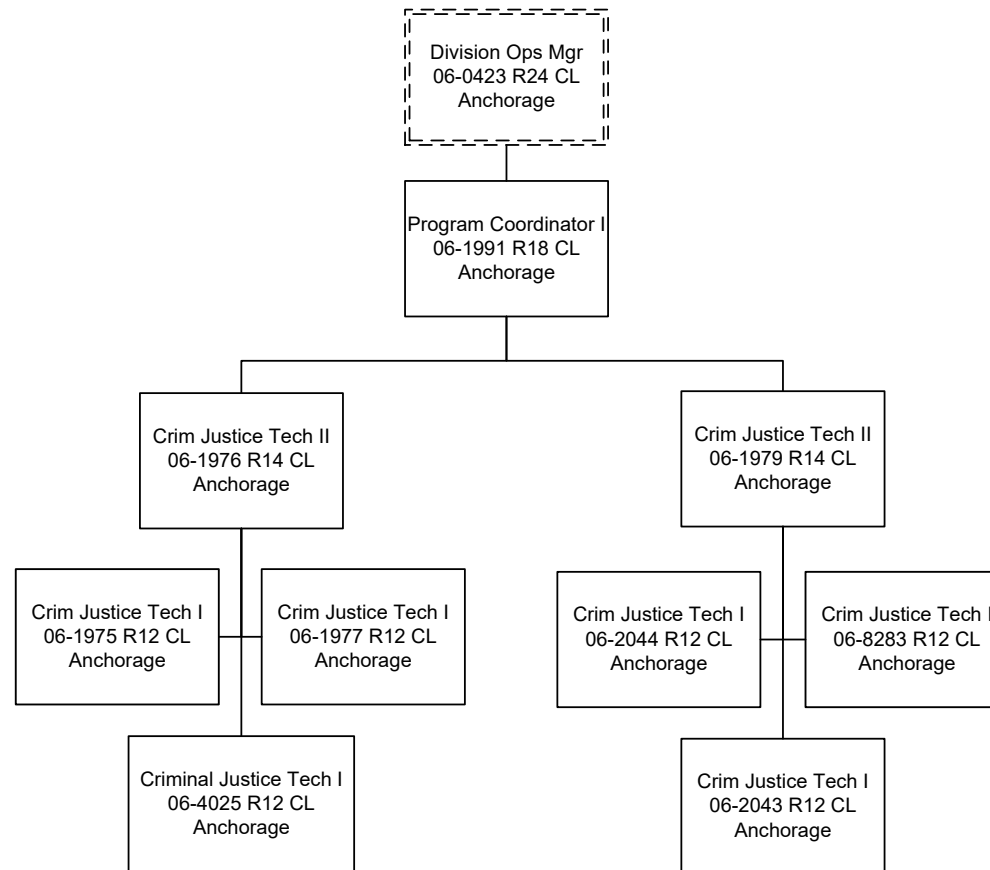 Division Ops Mgr
06-0423 R24 CL
Anchorage
Program Coordinator I
06-1991 R18 CL
Anchorage
Crim Justice Tech II
06-1976 R14 CL
Anchorage
Crim Justice Tech II
06-1979 R14 CL
Anchorage
Crim Justice Tech I
06-1975 R12 CL
Anchorage
Crim Justice Tech I
06-1977 R12 CL
Anchorage
Crim Justice Tech I
06-2044 R12 CL
Anchorage
Crim Justice Tech I
06-8283 R12 CL
Anchorage
Criminal Justice Tech I
06-4025 R12 CL
Anchorage
Crim Justice Tech I
06-2043 R12 CL
Anchorage